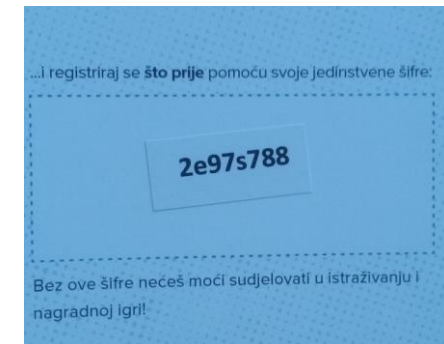 ...i registriraj se što prije pomoću svoje jedinstvene šifre:
2e97s788
Bez ove šifre nećeš moći sudjelovati u istraživanju i
nagradnoj igri!